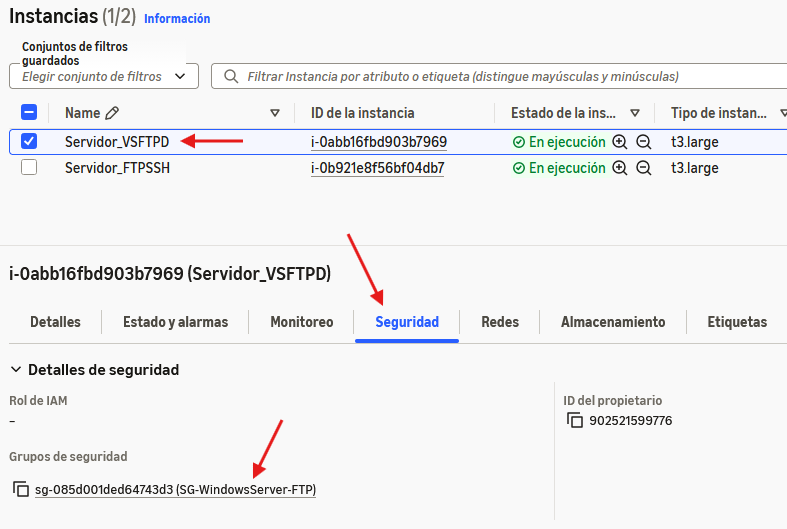 Instancias (1/2) Información
Conjuntos de filtros
guardados
Elegir conjunto de filtros
Filtrar Instancia por atributo o etiqueta (distingue mayúsculas y minúsculas)
Name ID de la instancia Estado de la ins... Tipo de instan...
Servidor_VSFTPD i-0abb16fbd903b7969 En ejecución t3.large
Servidor_FTPSSH i-0b921e8f56bf04db7 En ejecución t3.large
i-0abb16fbd903b7969 (Servidor_VSFTPD)
Detalles Estado y alarmas Monitoreo Seguridad Redes Almacenamiento Etiquetas
Detalles de seguridad
Rol de IAM ID del propietario
– 902521599776
Grupos de seguridad
sg-085d001ded64743d3 (SG-WindowsServer-FTP)